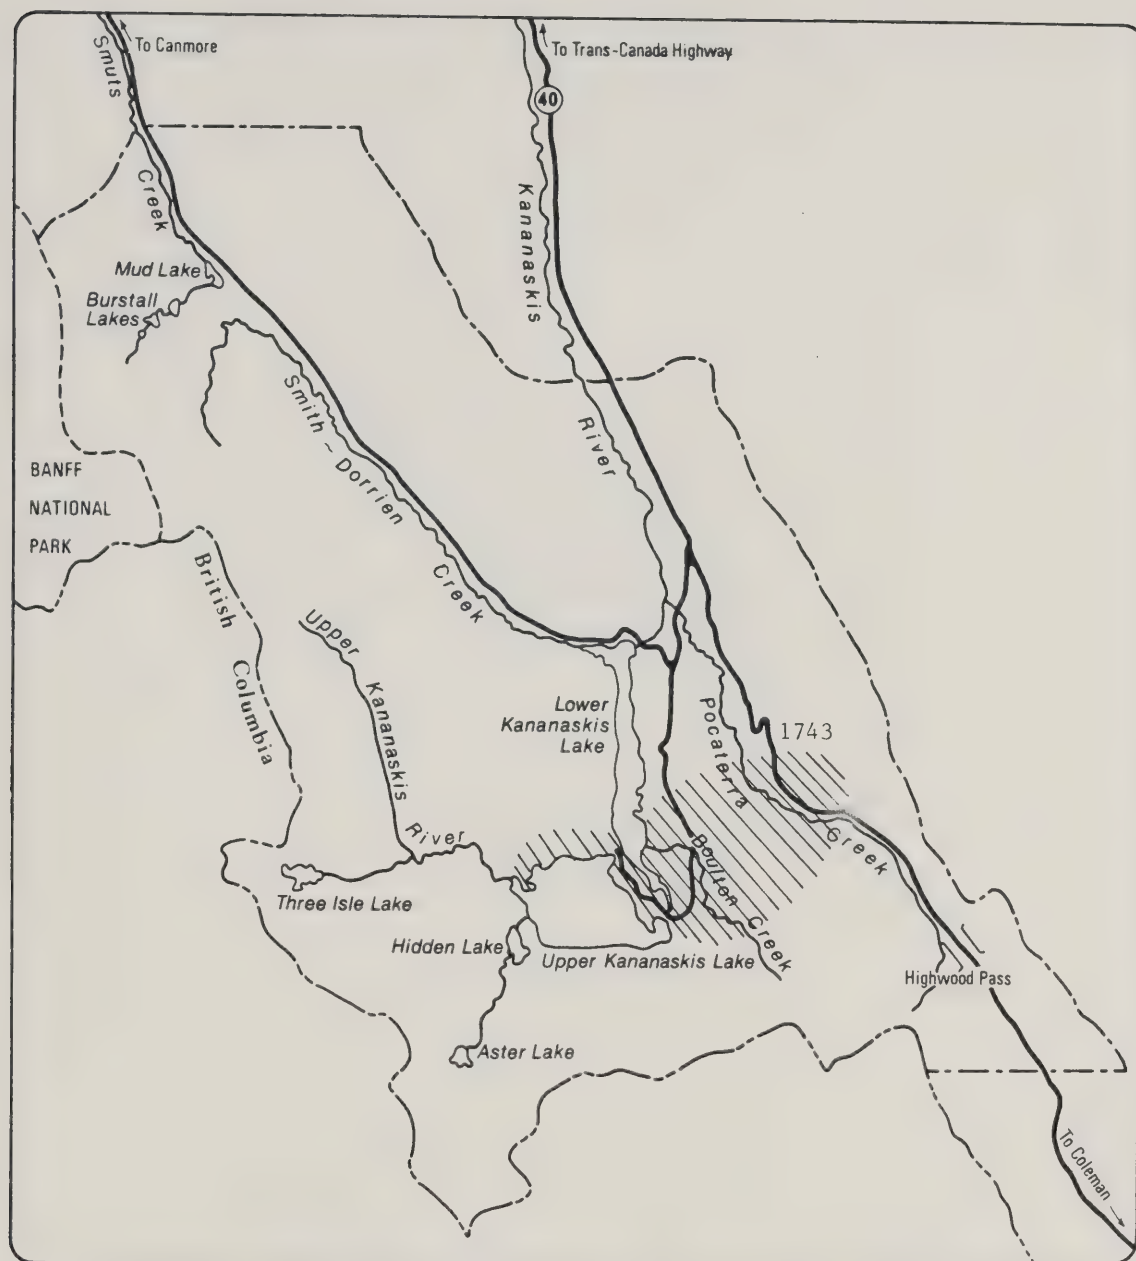 To Canmore
To Trans-Canada Highway
Smuts
40
Creek
Kananaskis
Mud Lake
Burstall
Lakes
Smith-Dorrien
River
BANFF
NATIONAL
PARK
Creek
British
Columbia
Upper
Kananaskis
River
Lower
Kananaskis
Lake
Pocaterra
Creek
1743
Boulton Creek
Three Isle Lake
Hidden Lake
Upper Kananaskis Lake
Highwood Pass
Aster Lake
To Coleman